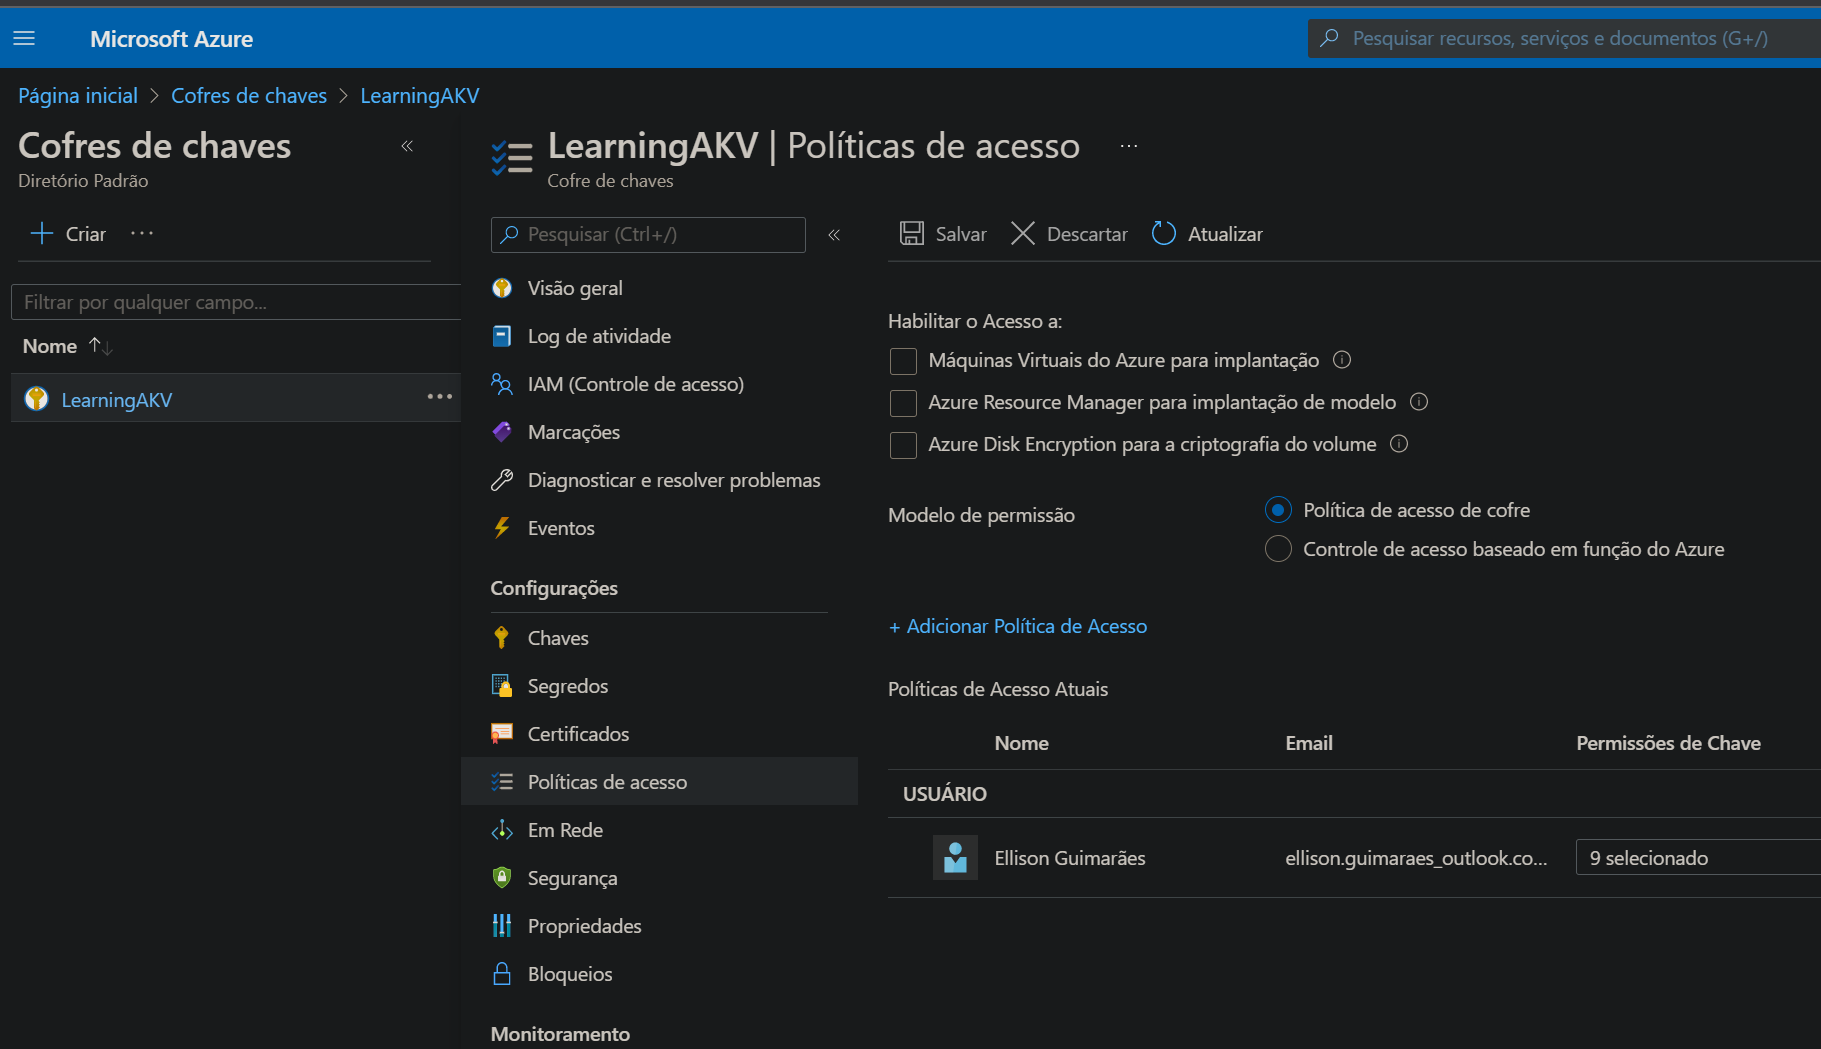 Microsoft Azure
Pesquisar recursos, serviços e documentos (G+/)
Página inicial > Cofres de chaves > LearningAKV
Cofres de chaves «
Diretório Padrão
+ Criar ...
Filtrar por qualquer campo...
Nome ↑↓
LearningAKV ...
LearningAKV | Políticas de acesso ...
Cofre de chaves
Pesquisar (Ctrl+/) «
Visão geral
Log de atividade
IAM (Controle de acesso)
Marcações
Diagnosticar e resolver problemas
Eventos
Configurações
Chaves
Segredos
Certificados
Políticas de acesso
Em Rede
Segurança
Propriedades
Bloqueios
Monitoramento
Salvar Descartar Atualizar
Habilitar o Acesso a:
Máquinas Virtuais do Azure para implantação
Azure Resource Manager para implantação de modelo
Azure Disk Encryption para a criptografia do volume
Modelo de permissão
Política de acesso de cofre
Controle de acesso baseado em função do Azure
+ Adicionar Política de Acesso
Políticas de Acesso Atuais
Nome Email Permissões de Chave
USUÁRIO
Ellison Guimarães ellison.guimaraes_outlook.co... 9 selecionado